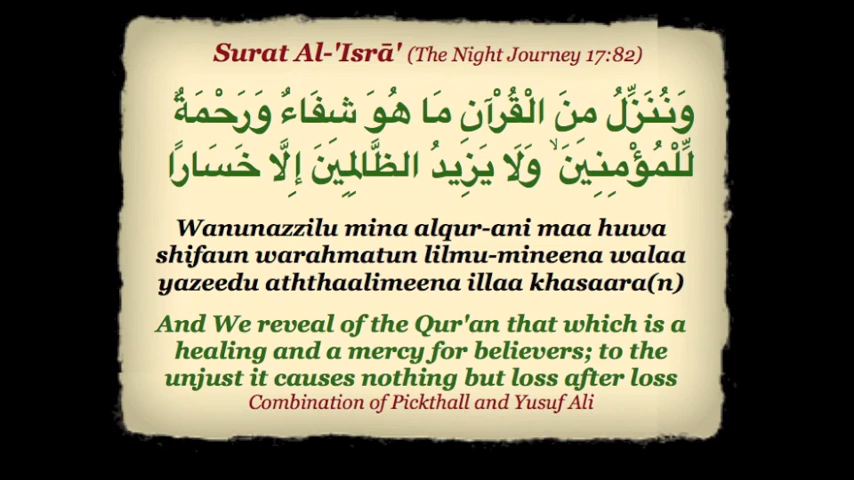 Surat Al-'Isrā' (The Night Journey 17:82)
وَنُنَزِّلُ مِنَ الْقُرْآنِ مَا هُوَ شِفَاءٌ وَرَحْمَةٌ
لِّلْمُؤْمِنِينَ ۙ وَلَا يَزِيدُ الظَّالِمِينَ إِلَّا خَسَارًا
Wanunazzilu mina alqur-ani maa huwa
shifaun warahmatun lilmu-mineena walaa
yazeedu aththaalimeena illaa khasaara(n)
And We reveal of the Qur'an that which is a
healing and a mercy for believers; to the
unjust it causes nothing but loss after loss
Combination of Pickthall and Yusuf Ali